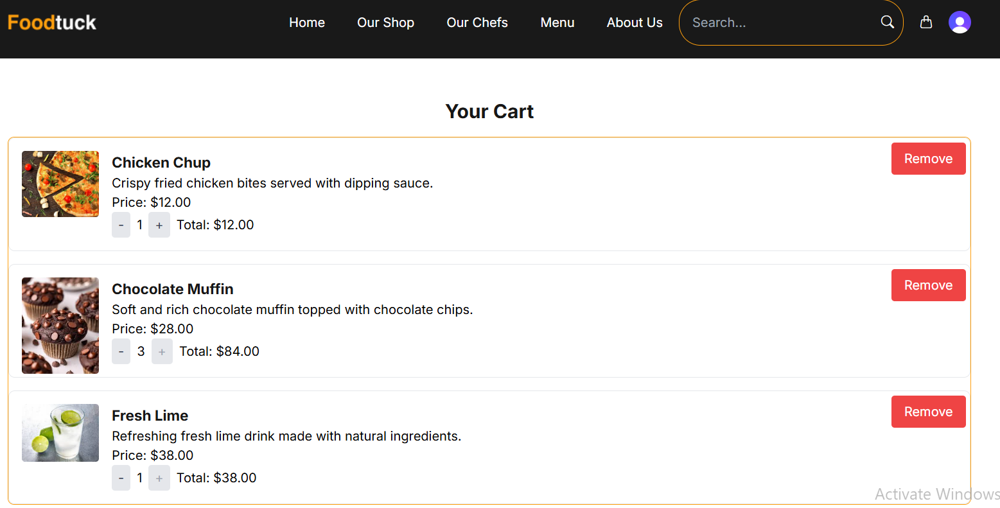 Foodtuck
Home Our Shop Our Chefs Menu About Us Search...
Your Cart
Chicken Chup
Remove
Crispy fried chicken bites served with dipping sauce.
Price: $12.00
- 1 + Total: $12.00
Chocolate Muffin
Remove
Soft and rich chocolate muffin topped with chocolate chips.
Price: $28.00
- 3 + Total: $84.00
Fresh Lime
Remove
Refreshing fresh lime drink made with natural ingredients.
Price: $38.00
- 1 + Total: $38.00
Activate Windows